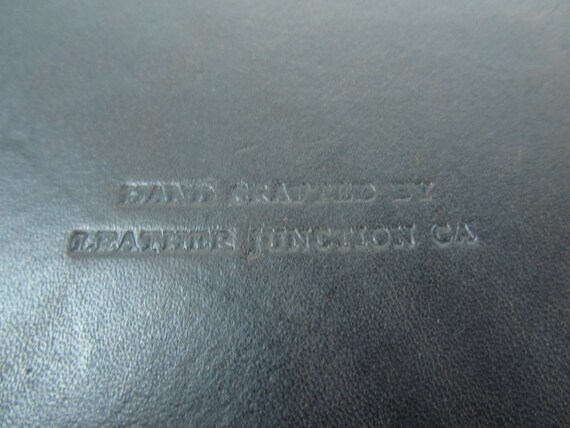 HAND CRAFTED BY
LEATHER JUNCTION CA